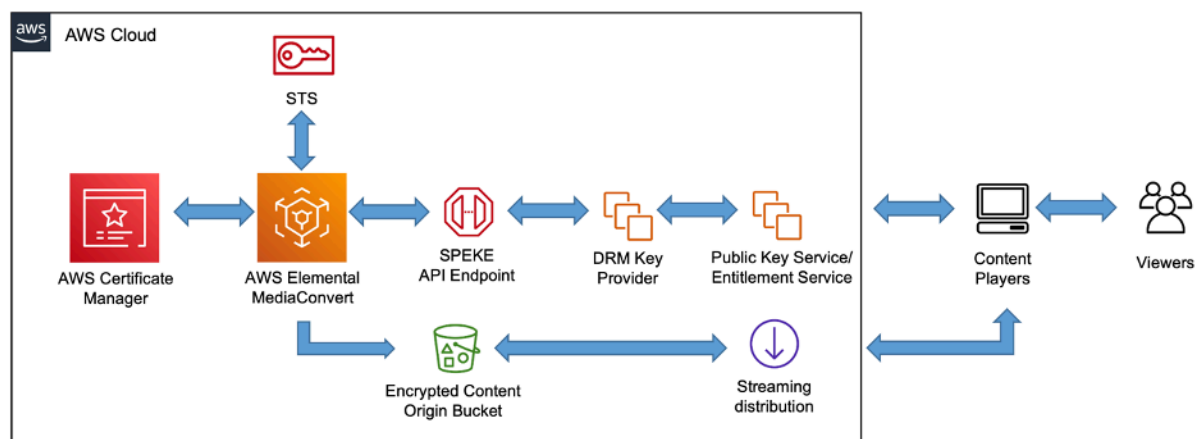 aws
AWS Cloud
STS
AWS Certificate
Manager
AWS Elemental
MediaConvert
SPEKE
API Endpoint
DRM Key
Provider
Public Key Service/
Entitlement Service
Content
Players
Viewers
Encrypted Content
Origin Bucket
Streaming
distribution